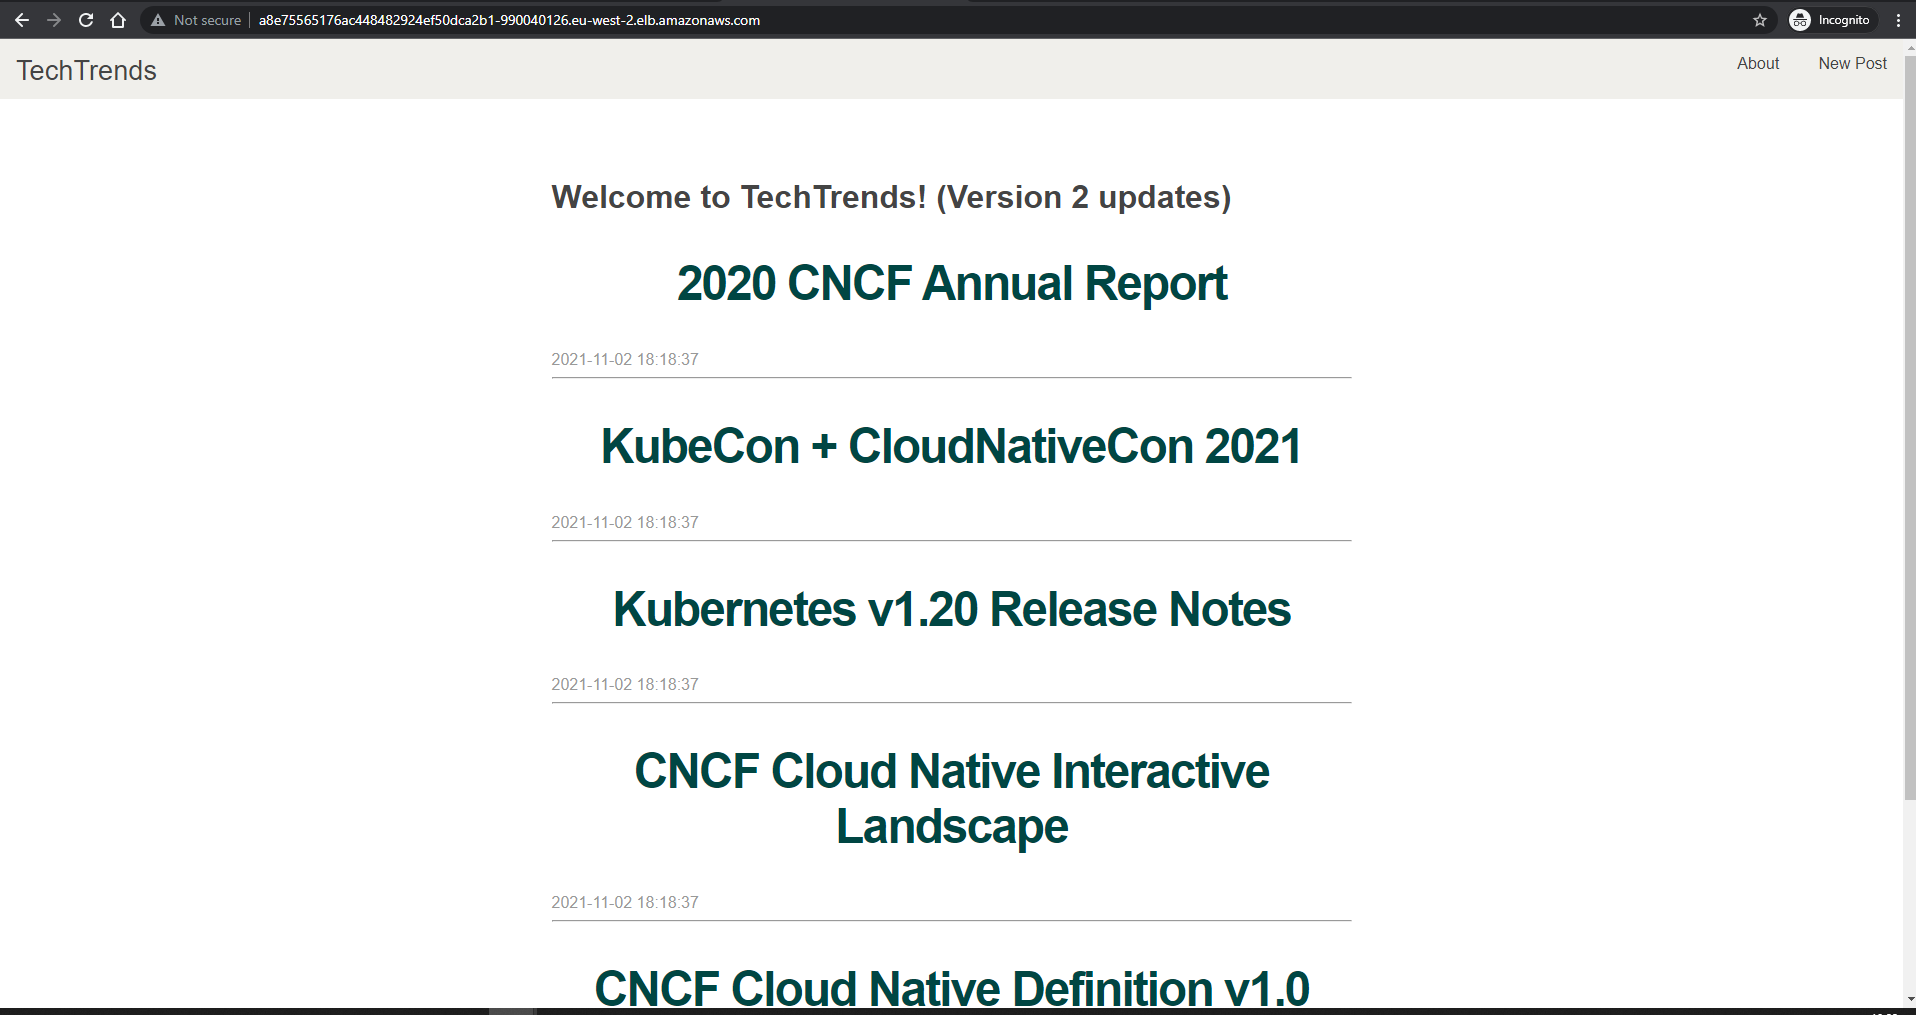 Not secure a8e75565176ac448482924ef50dca2b1-990040126.eu-west-2.elb.amazonaws.com Incognito
TechTrends About New Post
Welcome to TechTrends! (Version 2 updates)
2020 CNCF Annual Report
2021-11-02 18:18:37
KubeCon + CloudNativeCon 2021
2021-11-02 18:18:37
Kubernetes v1.20 Release Notes
2021-11-02 18:18:37
CNCF Cloud Native Interactive
Landscape
2021-11-02 18:18:37
CNCF Cloud Native Definition v1.0